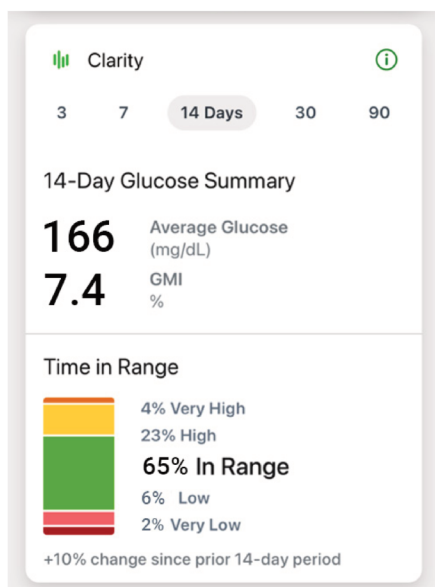 Clarity
3 7 14 Days 30 90
14-Day Glucose Summary
166 Average Glucose
(mg/dL)
7.4 GMI
%
Time in Range
4% Very High
23% High
65% In Range
6% Low
2% Very Low
+10% change since prior 14-day period